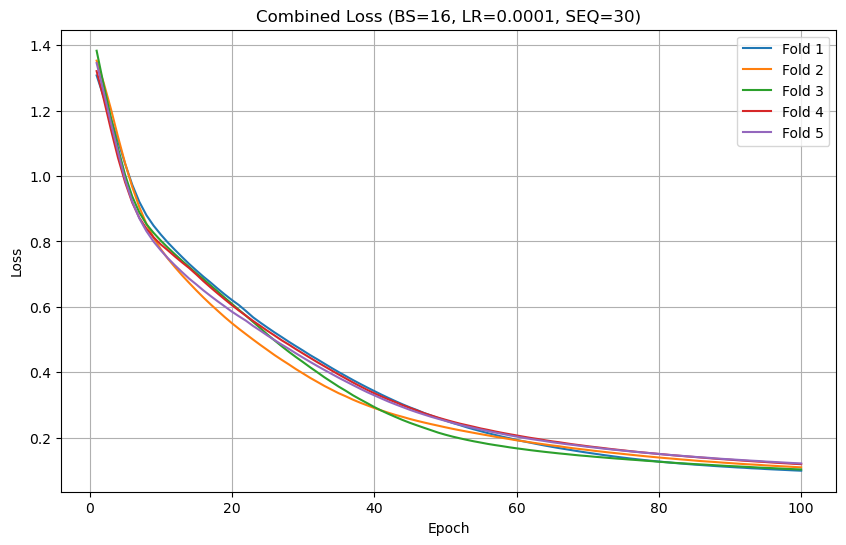 Combined Loss (BS=16, LR=0.0001, SEQ=30)
1.4
1.2
1.0
0.8
0.6
0.4
0.2
Loss
Fold 1
Fold 2
Fold 3
Fold 4
Fold 5
0 20 40 60 80 100
Epoch